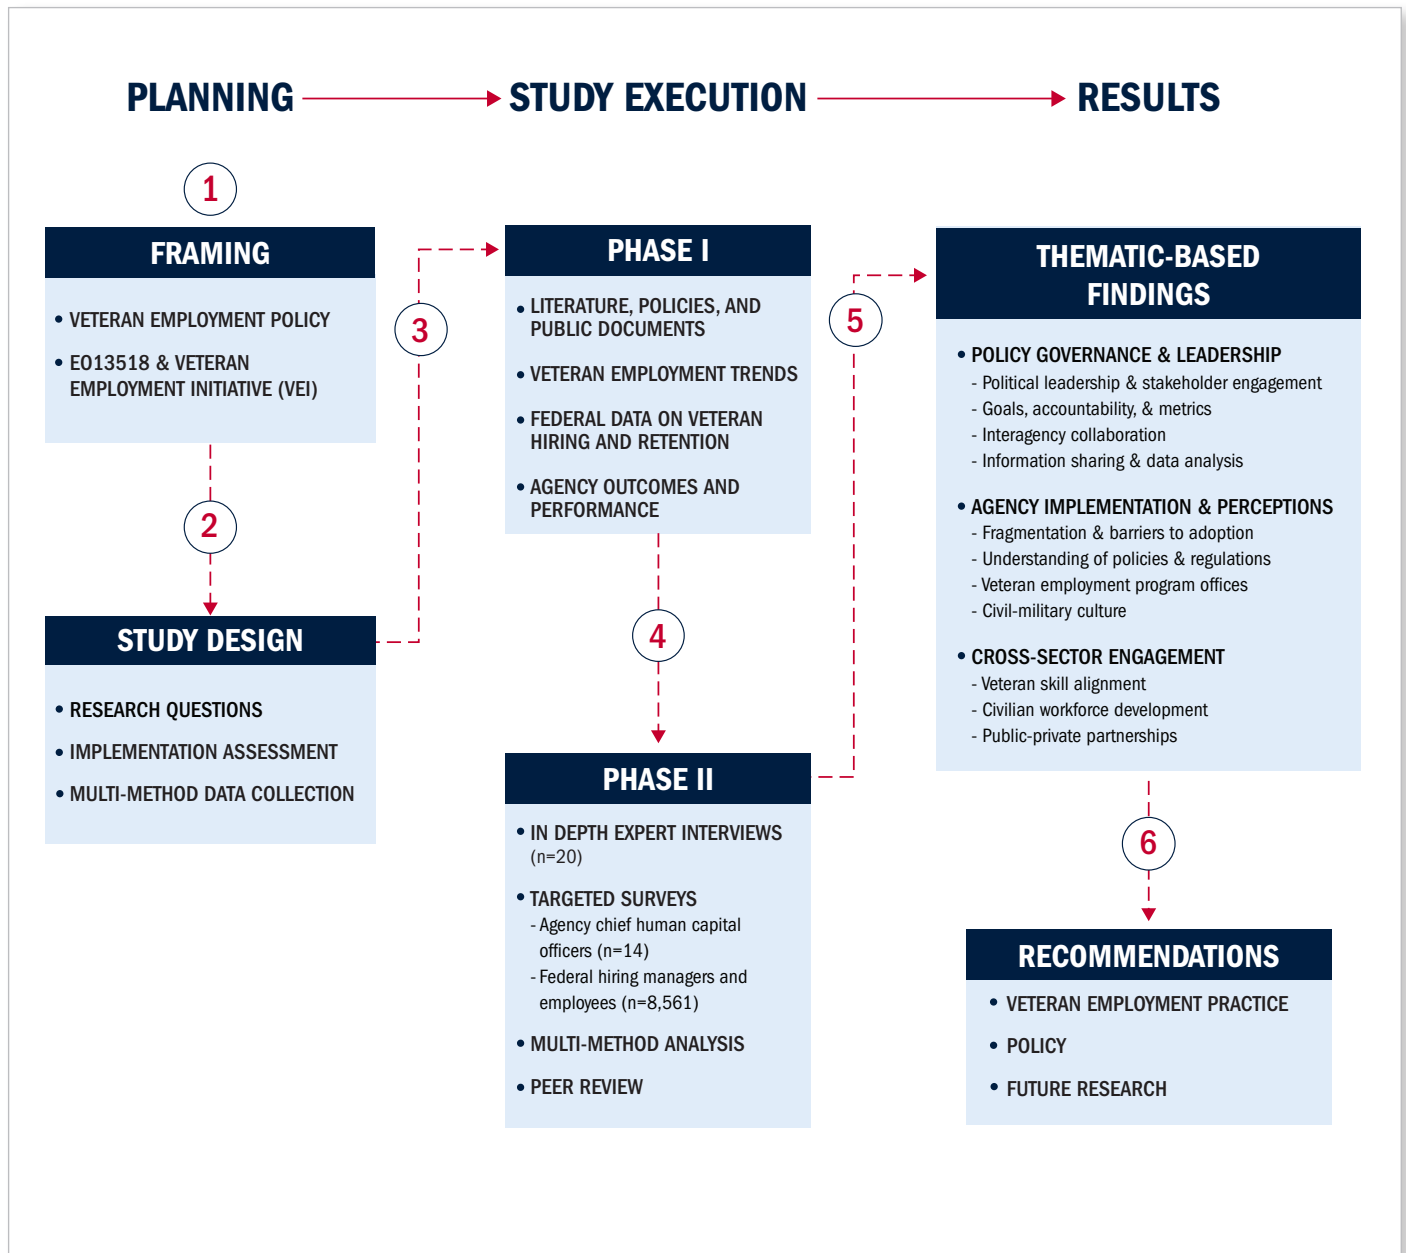 PLANNING
STUDY EXECUTION
RESULTS
1
FRAMING
• VETERAN EMPLOYMENT POLICY
• EO13518 & VETERAN
EMPLOYMENT INITIATIVE (VEI)
2
STUDY DESIGN
• RESEARCH QUESTIONS
• IMPLEMENTATION ASSESSMENT
• MULTI-METHOD DATA COLLECTION
3
PHASE I
• LITERATURE, POLICIES, AND
PUBLIC DOCUMENTS
• VETERAN EMPLOYMENT TRENDS
• FEDERAL DATA ON VETERAN
HIRING AND RETENTION
• AGENCY OUTCOMES AND
PERFORMANCE
4
PHASE II
• IN DEPTH EXPERT INTERVIEWS
(n=20)
• TARGETED SURVEYS
- Agency chief human capital
officers (n=14)
- Federal hiring managers and
employees (n=8,561)
• MULTI-METHOD ANALYSIS
• PEER REVIEW
5
THEMATIC-BASED
FINDINGS
• POLICY GOVERNANCE & LEADERSHIP
- Political leadership & stakeholder engagement
- Goals, accountability, & metrics
- Interagency collaboration
- Information sharing & data analysis
• AGENCY IMPLEMENTATION & PERCEPTIONS
- Fragmentation & barriers to adoption
- Understanding of policies & regulations
- Veteran employment program offices
- Civil-military culture
• CROSS-SECTOR ENGAGEMENT
- Veteran skill alignment
- Civilian workforce development
- Public-private partnerships
6
RECOMMENDATIONS
• VETERAN EMPLOYMENT PRACTICE
• POLICY
• FUTURE RESEARCH